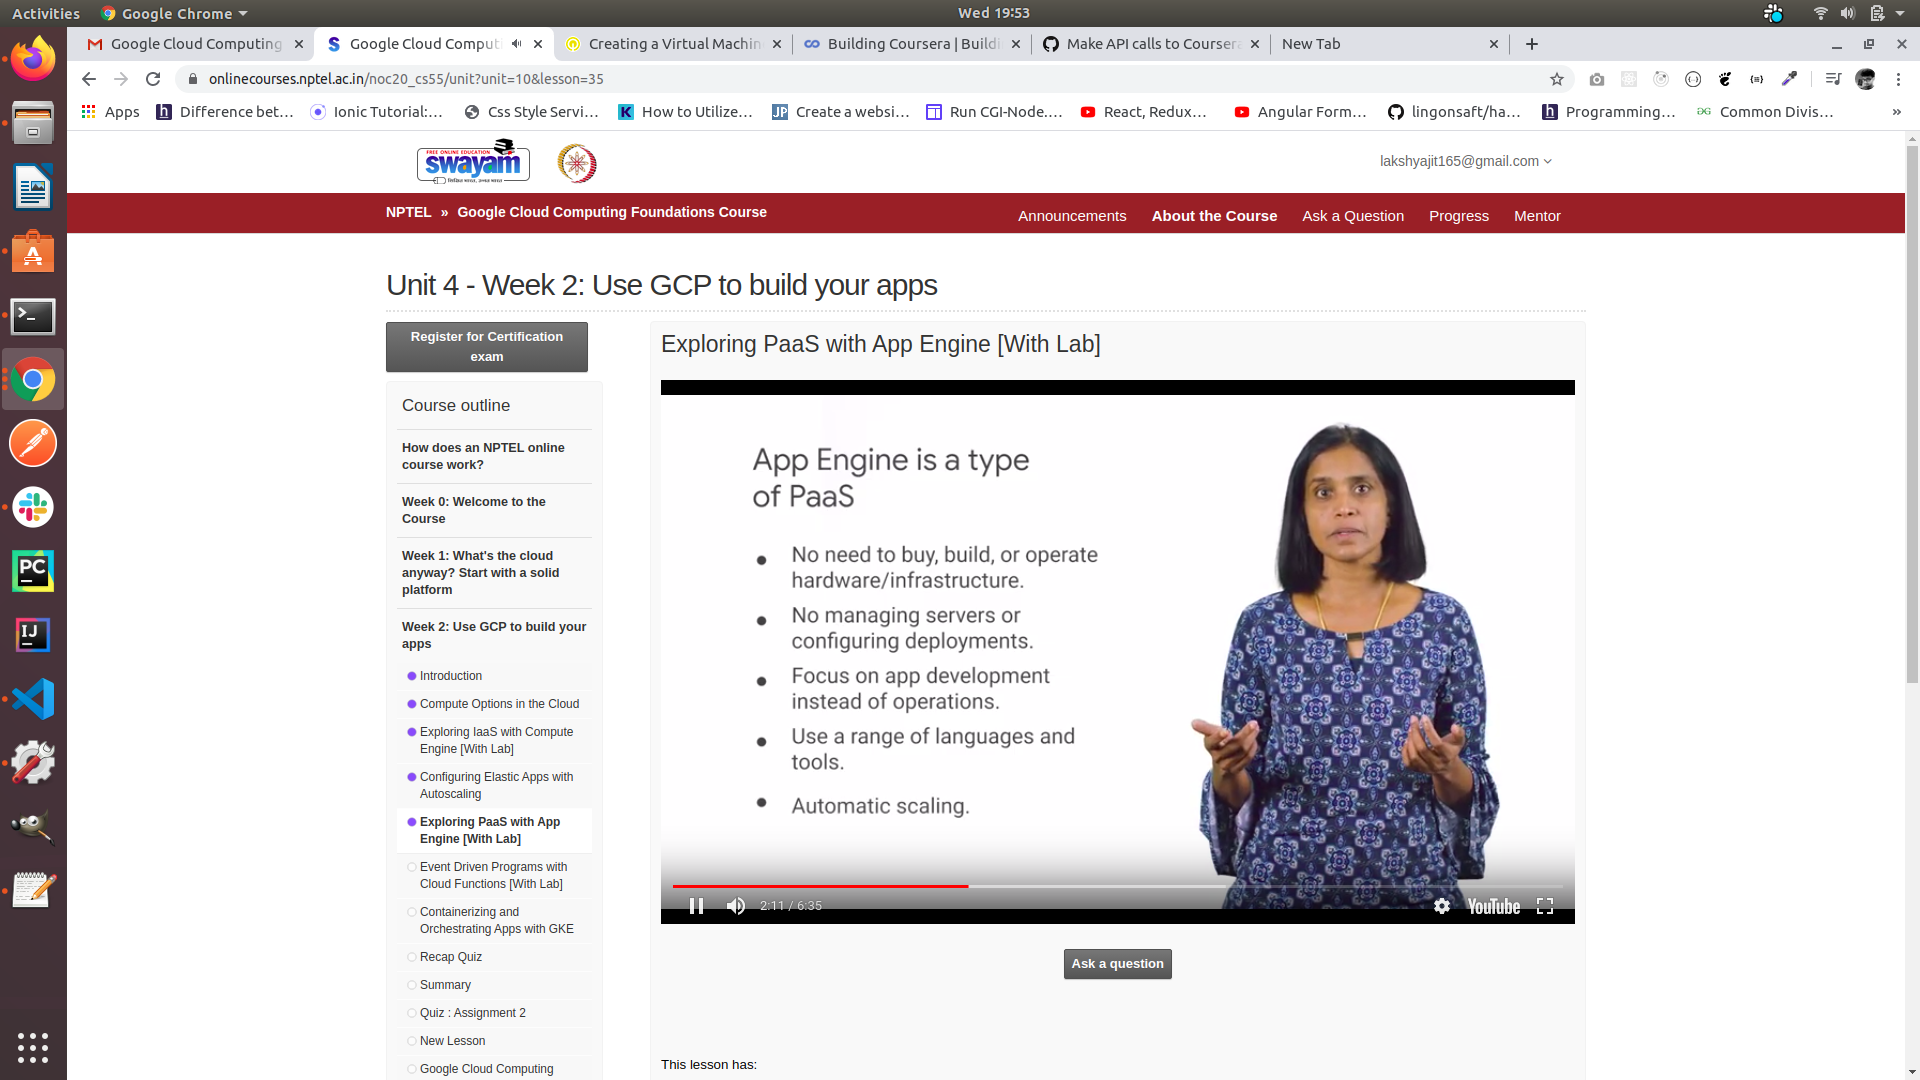 Activities
Google Chrome
Wed 19:53
Google Cloud Computing
Google Cloud Computi
Creating a Virtual Machin
Building Coursera | Buildi
Make API calls to Coursera
New Tab
onlinecourses.nptel.ac.in/noc20_cs55/unit?unit=10&lesson=35
Apps
Difference bet…
Ionic Tutorial:…
Css Style Servi…
How to Utilize…
Create a websi…
Run CGI-Node.…
React, Redux…
Angular Form…
lingonsaft/ha…
Programming…
Common Divis…
»
FREE ONLINE EDUCATION
swayam
शिक्षित भारत, उन्नत भारत
lakshyajit165@gmail.com
NPTEL » Google Cloud Computing Foundations Course
Announcements
About the Course
Ask a Question
Progress
Mentor
Unit 4 - Week 2: Use GCP to build your apps
Register for Certification
exam
Course outline
How does an NPTEL online
course work?
Week 0: Welcome to the
Course
Week 1: What's the cloud
anyway? Start with a solid
platform
Week 2: Use GCP to build your
apps
Introduction
Compute Options in the Cloud
Exploring IaaS with Compute
Engine [With Lab]
Configuring Elastic Apps with
Autoscaling
Exploring PaaS with App
Engine [With Lab]
Event Driven Programs with
Cloud Functions [With Lab]
Containerizing and
Orchestrating Apps with GKE
Recap Quiz
Summary
Quiz : Assignment 2
New Lesson
Google Cloud Computing
Exploring PaaS with App Engine [With Lab]
App Engine is a type
of PaaS
● No need to buy, build, or operate
hardware/infrastructure.
● No managing servers or
configuring deployments.
● Focus on app development
instead of operations.
● Use a range of languages and
tools.
● Automatic scaling.
2:11 / 6:35
YouTube
Ask a question
This lesson has:
PC
IJ